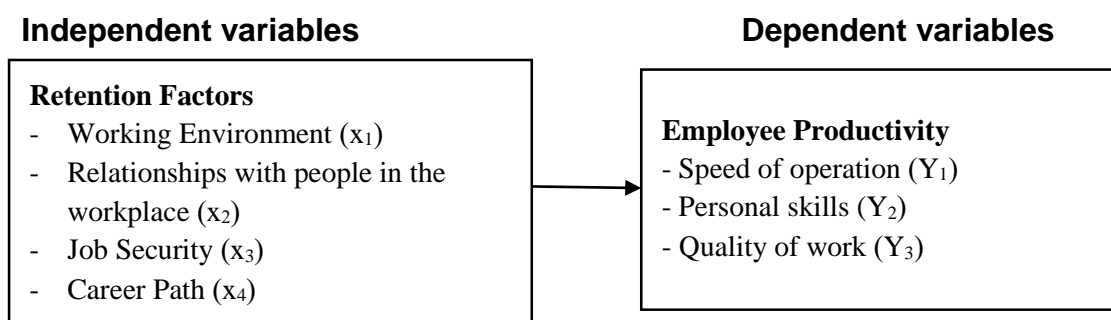 Independent variables
Retention Factors
- Working Environment (x₁)
- Relationships with people in the
workplace (x₂)
- Job Security (x₃)
- Career Path (x₄)
Dependent variables
Employee Productivity
- Speed of operation (Y₁)
- Personal skills (Y₂)
- Quality of work (Y₃)